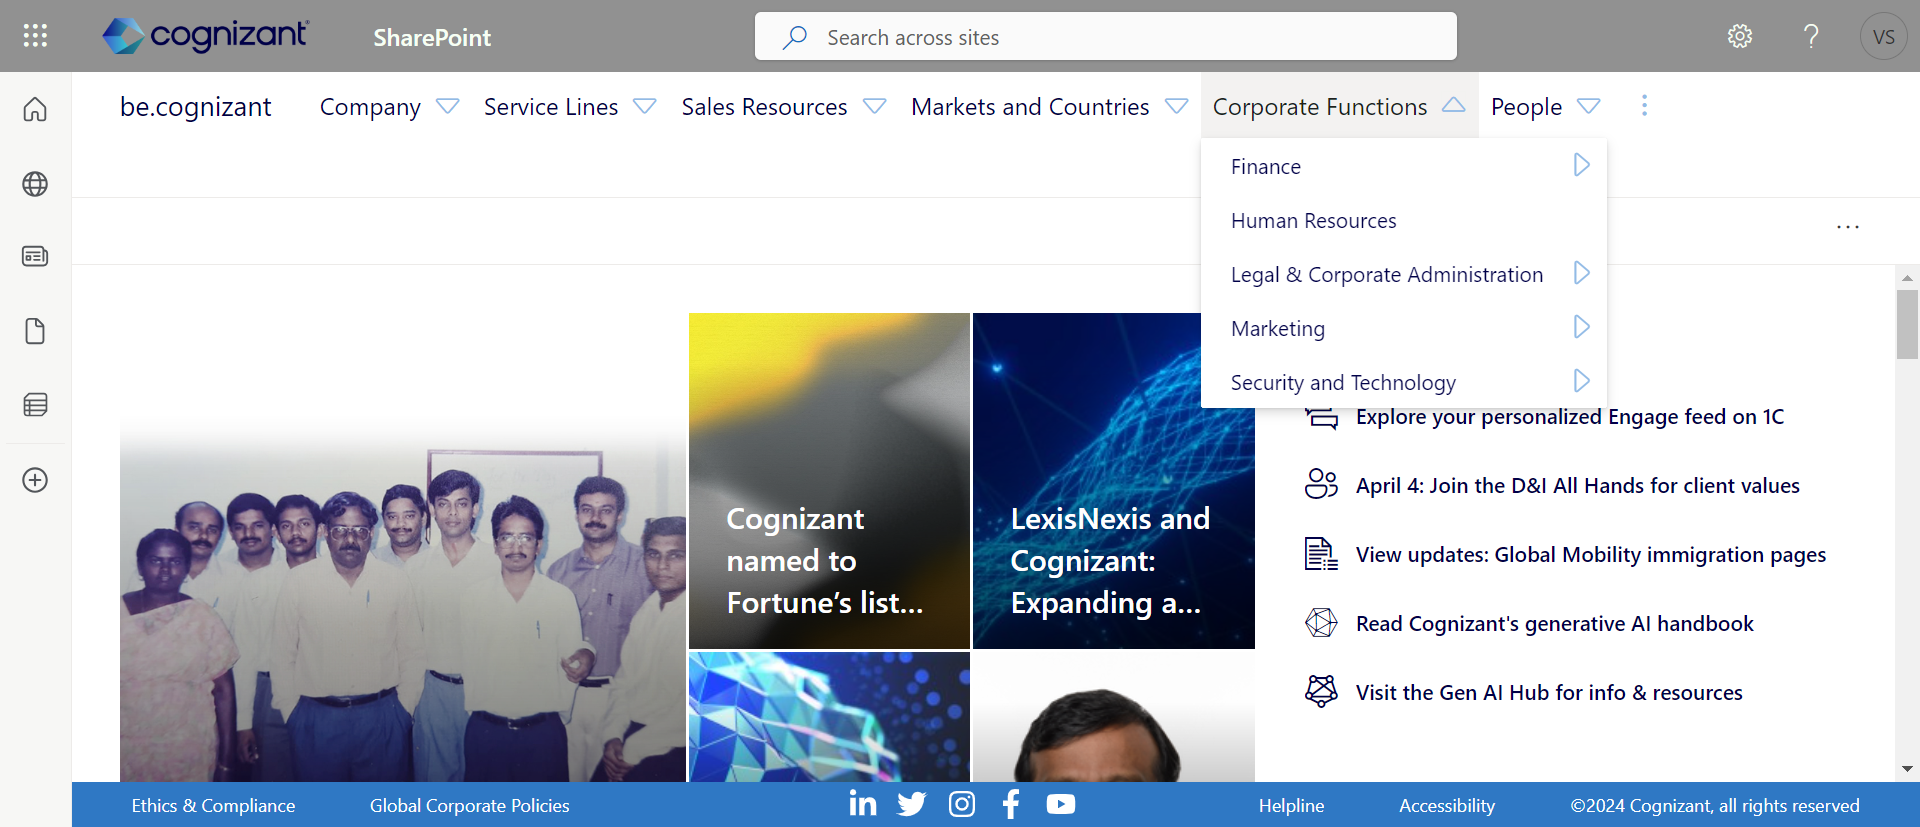 cognizant
SharePoint
Search across sites
VS
be.cognizant
Company
Service Lines
Sales Resources
Markets and Countries
Corporate Functions
People
Finance
Human Resources
Legal & Corporate Administration
Marketing
Security and Technology
Cognizant
named to
Fortune’s list...
LexisNexis and
Cognizant:
Expanding a...
Explore your personalized Engage feed on 1C
April 4: Join the D&I All Hands for client values
View updates: Global Mobility immigration pages
Read Cognizant's generative AI handbook
Visit the Gen AI Hub for info & resources
Ethics & Compliance
Global Corporate Policies
Helpline
Accessibility
©2024 Cognizant, all rights reserved